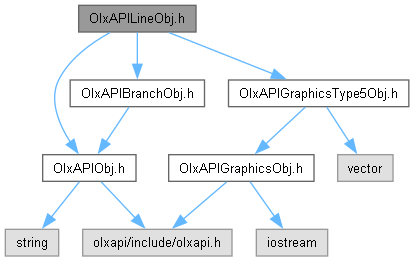 OlxAPILineObj.h
OlxAPIBranchObj.h
OlxAPIGraphicsType5Obj.h
OlxAPIObj.h
OlxAPIGraphicsObj.h
vector
string
olxapi/include/olxapi.h
iostream